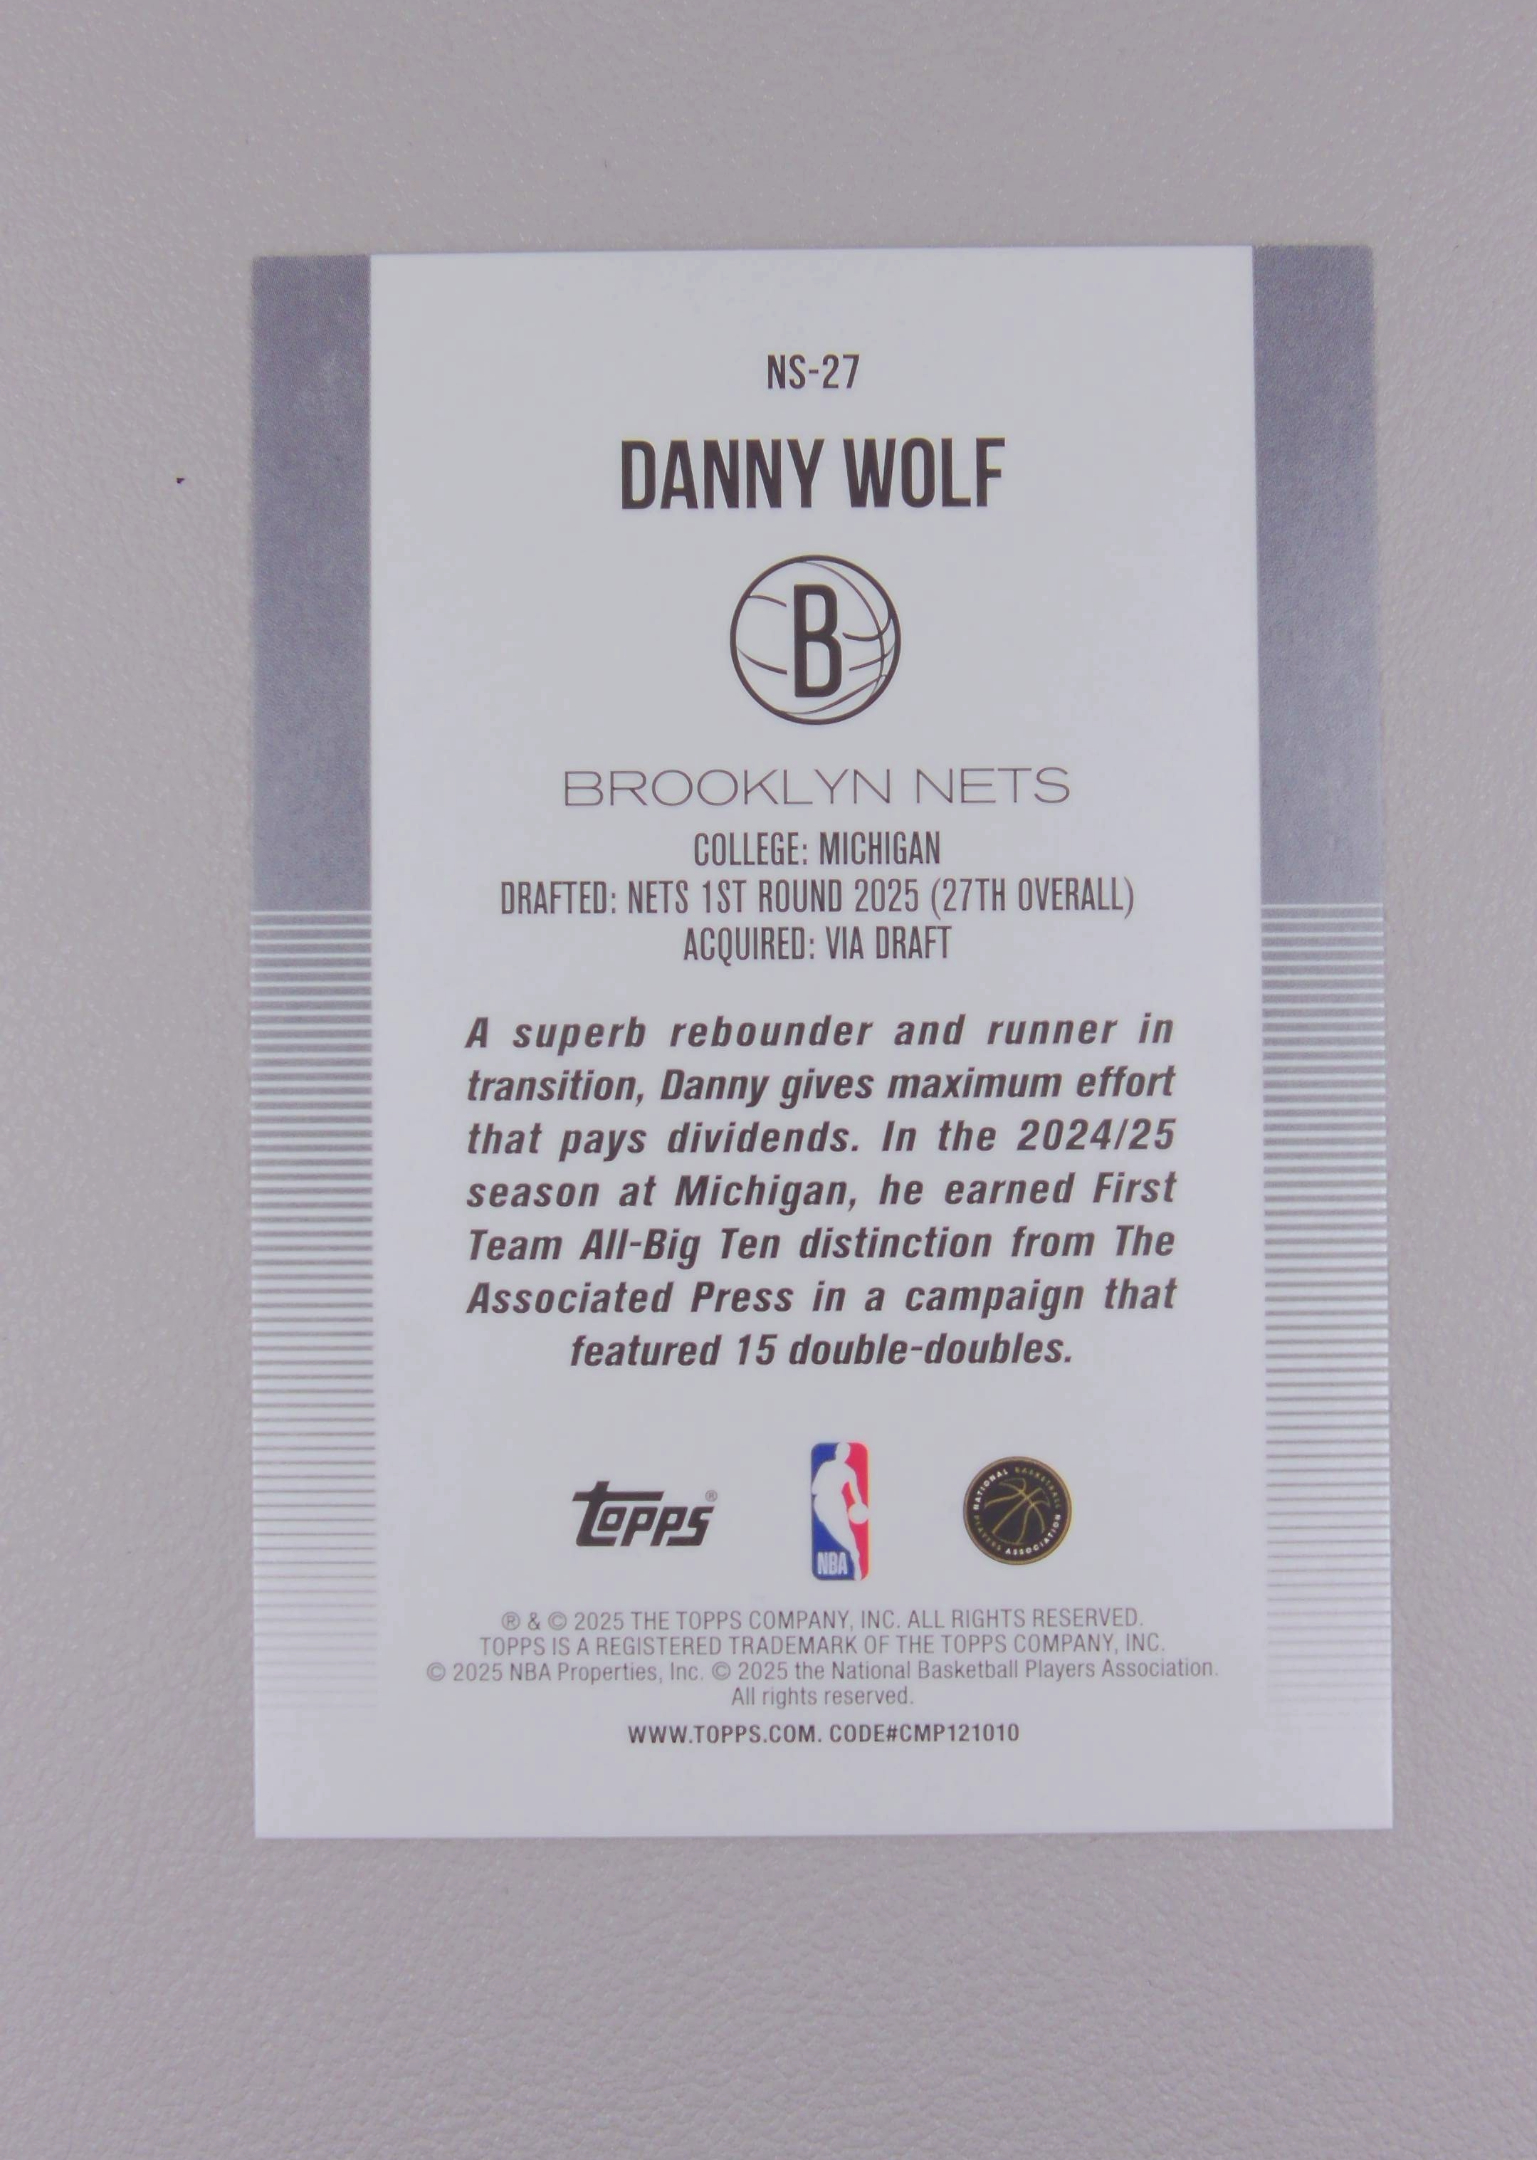 NS-27
DANNY WOLF
B
BROOKLYN NETS
COLLEGE: MICHIGAN
DRAFTED: NETS 1ST ROUND 2025 (27TH OVERALL)
ACQUIRED: VIA DRAFT
A superb rebounder and runner in
transition, Danny gives maximum effort
that pays dividends. In the 2024/25
season at Michigan, he earned First
Team All-Big Ten distinction from The
Associated Press in a campaign that
featured 15 double-doubles.
topps®
NBA
NATIONAL BASKETBALL PLAYERS ASSOCIATION
® & © 2025 THE TOPPS COMPANY, INC. ALL RIGHTS RESERVED.
TOPPS IS A REGISTERED TRADEMARK OF THE TOPPS COMPANY, INC.
© 2025 NBA Properties, Inc. © 2025 the National Basketball Players Association.
All rights reserved.
WWW.TOPPS.COM. CODE#CMP121010